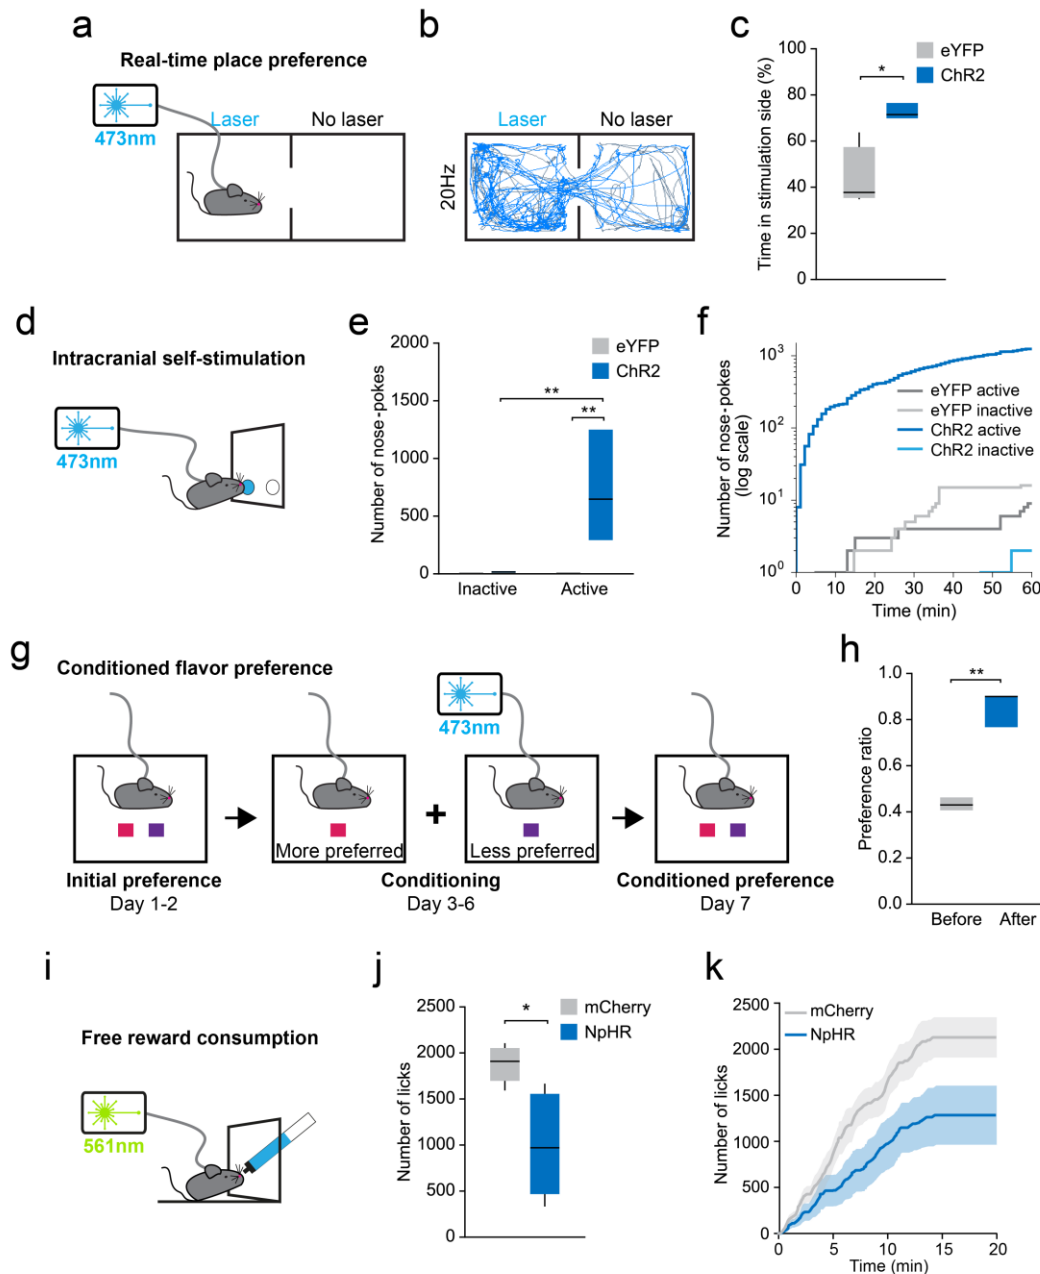 a
Real-time place preference
473nm
Laser
No laser
b
Laser
No laser
20Hz
c
eYFP
ChR2
*
Time in stimulation side (%)
100
80
60
40
20
0
d
Intracranial self-stimulation
473nm
e
eYFP
ChR2
**
**
Number of nose-pokes
2000
1500
1000
500
0
Inactive
Active
f
Number of nose-pokes
(log scale)
10³
10²
10¹
10⁰
eYFP active
eYFP inactive
ChR2 active
ChR2 inactive
0 10 20 30 40 50 60
Time (min)
g
Conditioned flavor preference
473nm
More preferred
Less preferred
Initial preference
Day 1-2
Conditioning
Day 3-6
Conditioned preference
Day 7
+
h
**
Preference ratio
1.0
0.8
0.6
0.4
0.2
0.0
Before After
i
Free reward consumption
561nm
j
mCherry
NpHR
*
Number of licks
2500
2000
1500
1000
500
0
k
mCherry
NpHR
Number of licks
2500
2000
1500
1000
500
0
0 5 10 15 20
Time (min)